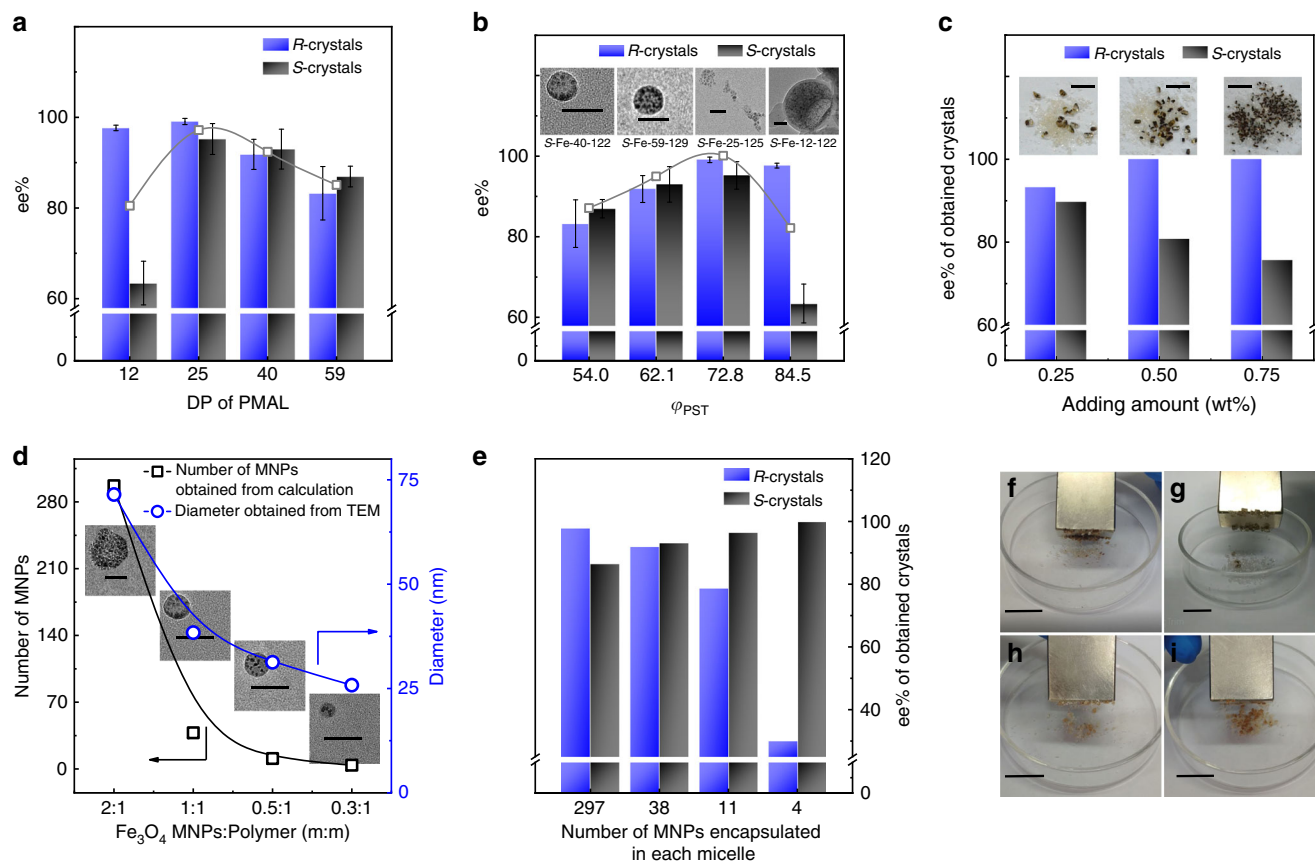 a
R-crystals
S-crystals
100
80
60
0
ee%
12 25 40 59
DP of PMAL
b
R-crystals S-crystals
S-Fe-40-122 S-Fe-59-129 S-Fe-25-125 S-Fe-12-122
100
80
60
0
ee%
54.0 62.1 72.8 84.5
φPST
c
R-crystals S-crystals
100
80
60
0
ee% of obtained crystals
0.25 0.50 0.75
Adding amount (wt%)
d
Number of MNPs
obtained from calculation
Diameter obtained from TEM
280
210
140
70
0
Number of MNPs
75
50
25
0
Diameter (nm)
2:1 1:1 0.5:1 0.3:1
Fe3O4 MNPs:Polymer (m:m)
e
R-crystals
S-crystals
120
100
80
60
40
0
ee% of obtained crystals
297 38 11 4
Number of MNPs encapsulated
in each micelle
f
g
h
i